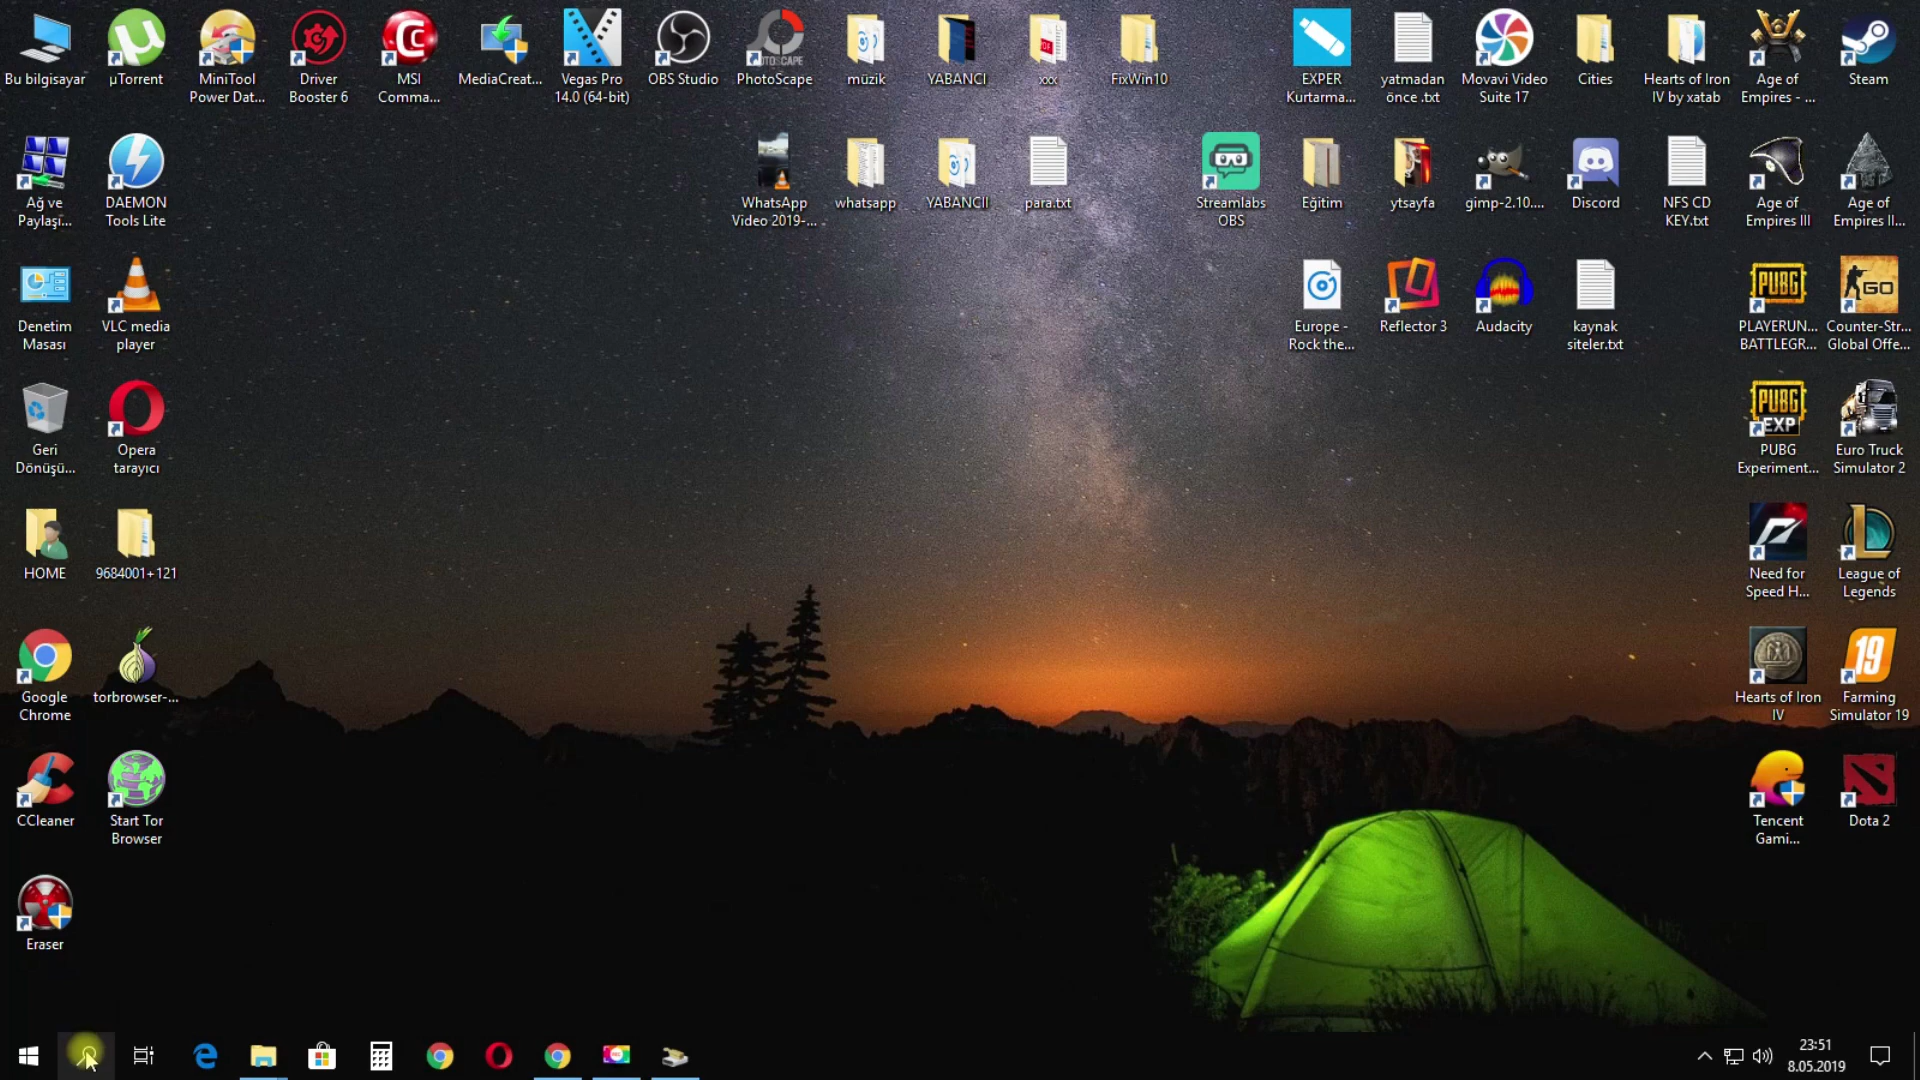 Bu bilgisayar
µTorrent
MiniTool
Power Dat...
Driver
Booster 6
MSI
Comma...
MediaCreat...
Vegas Pro
14.0 (64-bit)
OBS Studio
PhotoScape
müzik
YABANCI
xxx
FixWin10
EXPER
Kurtarma...
yatmadan
önce .txt
Movavi Video
Suite 17
Cities
Hearts of Iron
IV by xatab
Age of
Empires - ...
Steam
Ağ ve
Paylaşı...
DAEMON
Tools Lite
WhatsApp
Video 2019-...
whatsapp
YABANCII
para.txt
Streamlabs
OBS
Eğitim
ytsayfa
gimp-2.10....
Discord
NFS CD
KEY.txt
Age of
Empires III
Age of
Empires II...
Denetim
Masası
VLC media
player
Europe -
Rock the...
Reflector 3
Audacity
kaynak
siteler.txt
PUBG
PLAYERUN...
BATTLEGR...
GO
Counter-Str...
Global Offe...
Geri
Dönüşü...
Opera
tarayıcı
PUBG
EXP
PUBG
Experiment...
Euro Truck
Simulator 2
HOME
9684001+121
Need for
Speed H...
League of
Legends
Google
Chrome
torbrowser-...
Hearts of Iron
IV
19
Farming
Simulator 19
CCleaner
Start Tor
Browser
Tencent
Gami...
Dota 2
Eraser
23:51
8.05.2019